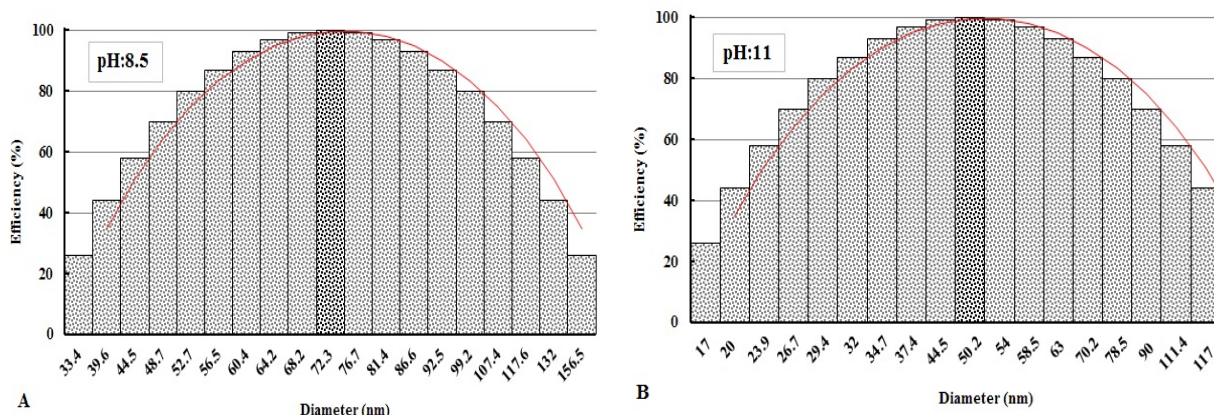 100
80
60
40
20
0
Efficiency (%)
pH:8.5
33.4 39.6 44.5 48.7 52.7 56.5 60.4 64.2 68.2 72.3 76.7 81.4 86.6 92.5 99.2 107.4 117.6 132 156.5
Diameter (nm)
A
100
80
60
40
20
0
Efficiency (%)
pH:11
17 20 23.9 26.7 29.4 32 34.7 37.4 44.5 50.2 54 58.5 63 70.2 78.5 90 111.4 117
Diameter (nm)
B